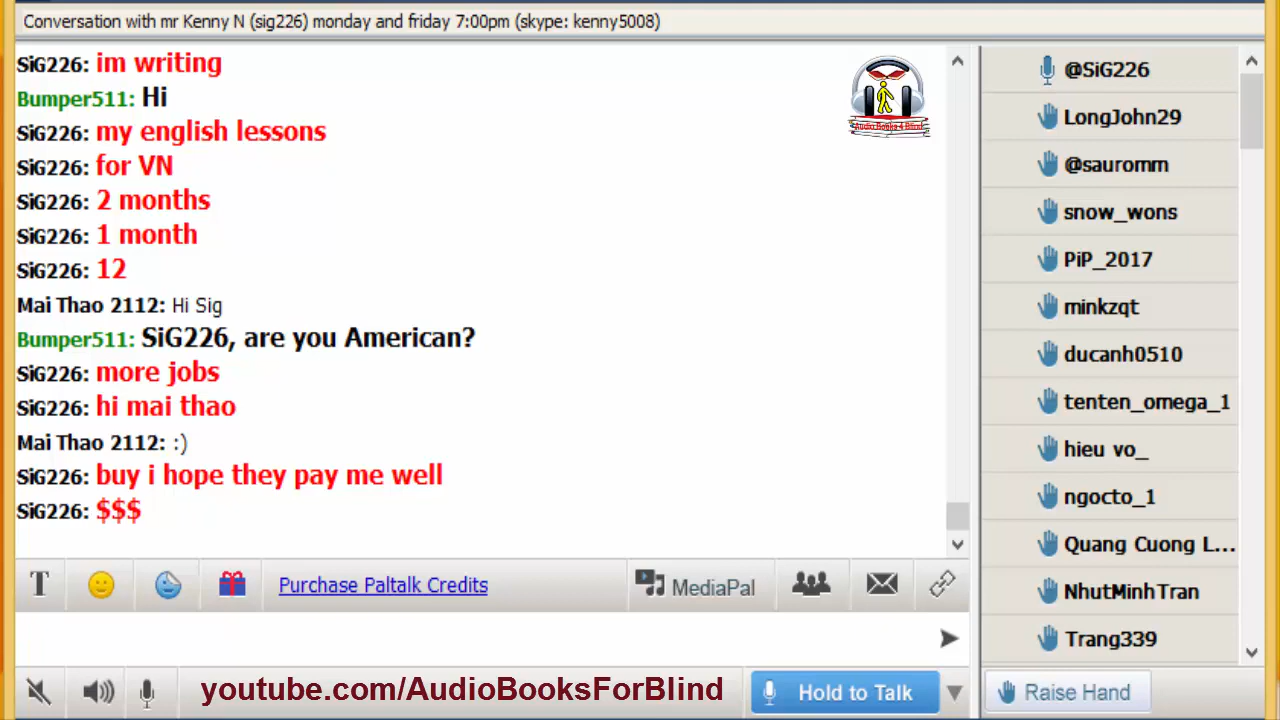 Conversation with mr Kenny N (sig226) monday and friday 7:00pm (skype: kenny5008)
SiG226: im writing
Bumper511: Hi
SiG226: my english lessons
SiG226: for VN
SiG226: 2 months
SiG226: 1 month
SiG226: 12
Mai Thao 2112: Hi Sig
Bumper511: SiG226, are you American?
SiG226: more jobs
SiG226: hi mai thao
Mai Thao 2112: :)
SiG226: buy i hope they pay me well
SiG226: $$$
Audio Books 4 Blind
@SiG226
LongJohn29
@sauromm
snow_wons
PiP_2017
minkzqt
ducanh0510
tenten_omega_1
hieu vo_
ngocto_1
Quang Cuong L...
NhutMinhTran
Trang339
T
Purchase Paltalk Credits
MediaPal
youtube.com/AudioBooksForBlind
Hold to Talk
Raise Hand